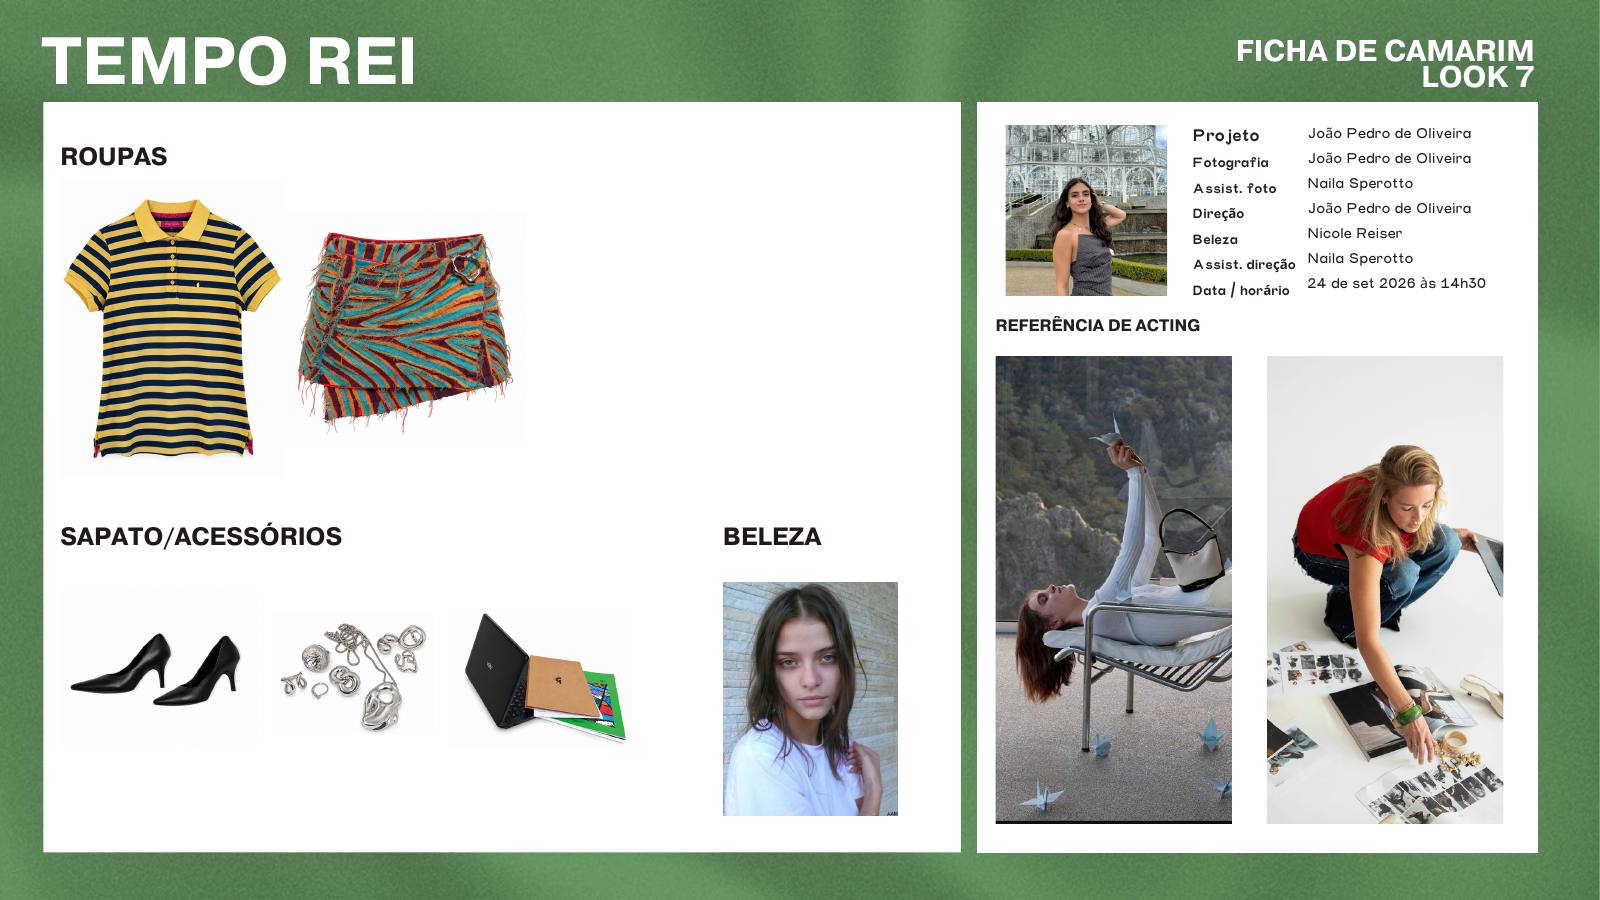 TEMPO REI
FICHA DE CAMARIM
LOOK 7
ROUPAS
SAPATO/ACESSÓRIOS
BELEZA
Projeto João Pedro de Oliveira
Fotografia João Pedro de Oliveira
Assist. foto Naila Sperotto
Direção João Pedro de Oliveira
Beleza Nicole Reiser
Assist. direção Naila Sperotto
Data / horário 24 de set 2026 às 14h30
REFERÊNCIA DE ACTING